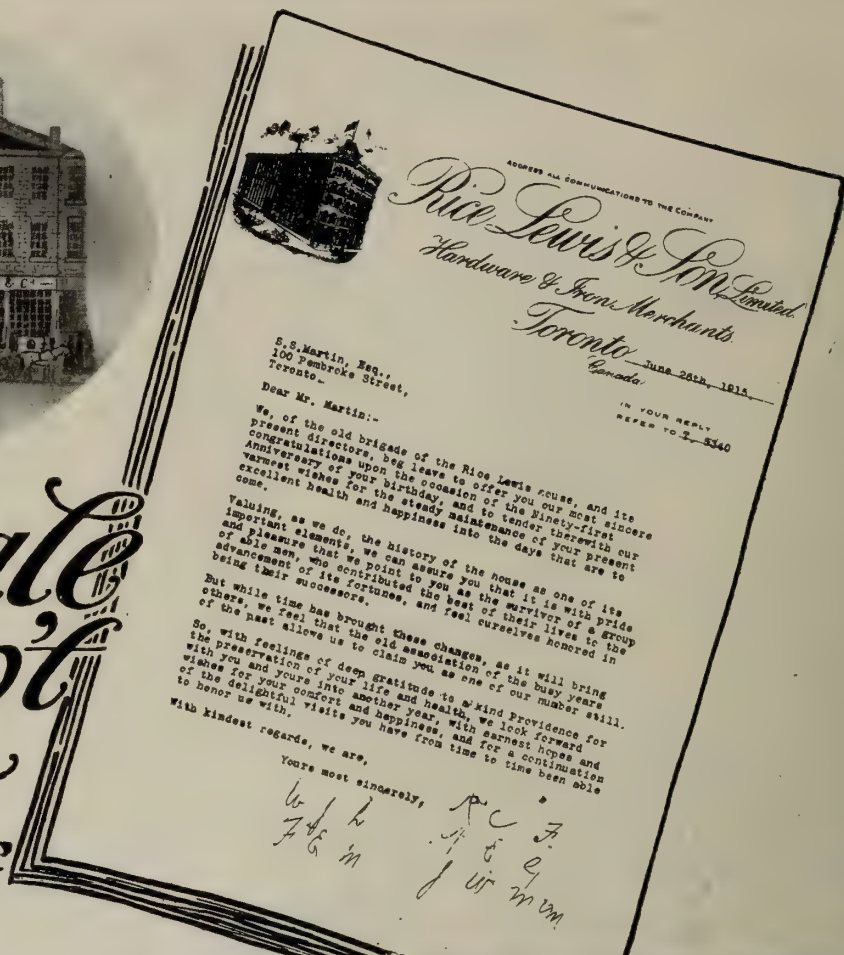 & Co
ale
o't
ADDRESS ALL COMMUNICATIONS TO THE COMPANY
Rice Lewis & Son Limited
Hardware & Iron Merchants.
Toronto June 26th, 1915.
Canada
IN YOUR REPLY
REFER TO 5340
S.S.Martin, Esq.,
100 Pembroke Street,
Toronto.
Dear Mr. Martin:-
We, of the old brigade of the Rice Lewis house, and its
present directors, beg leave to offer you our most sincere
congratulations upon the occasion of the Ninety-first
Anniversary of your birthday, and to tender therewith our
warmest wishes for the steady maintenance of your present
excellent health and happiness into the days that are to
come.
Valuing, as we do, the history of the house as one of its
important elements, we can assure you that it is with pride
and pleasure that we point to you as the survivor of a group
of able men, who contributed the best of their lives to the
advancement of its fortunes, and feel ourselves honored in
being their successors.
But while time has brought these changes, as it will bring
others, we feel that the old association of the busy years
of the past allows us to claim you as one of our number still.
So, with feelings of deep gratitude to a kind Providence for
the preservation of your life and health, we look forward
with you and yours into another year, with earnest hopes and
wishes for your comfort and happiness, and for a continuation
of the delightful visits you have from time to time been able
to honor us with.
With kindest regards, we are,
Yours most sincerely,
R C F.